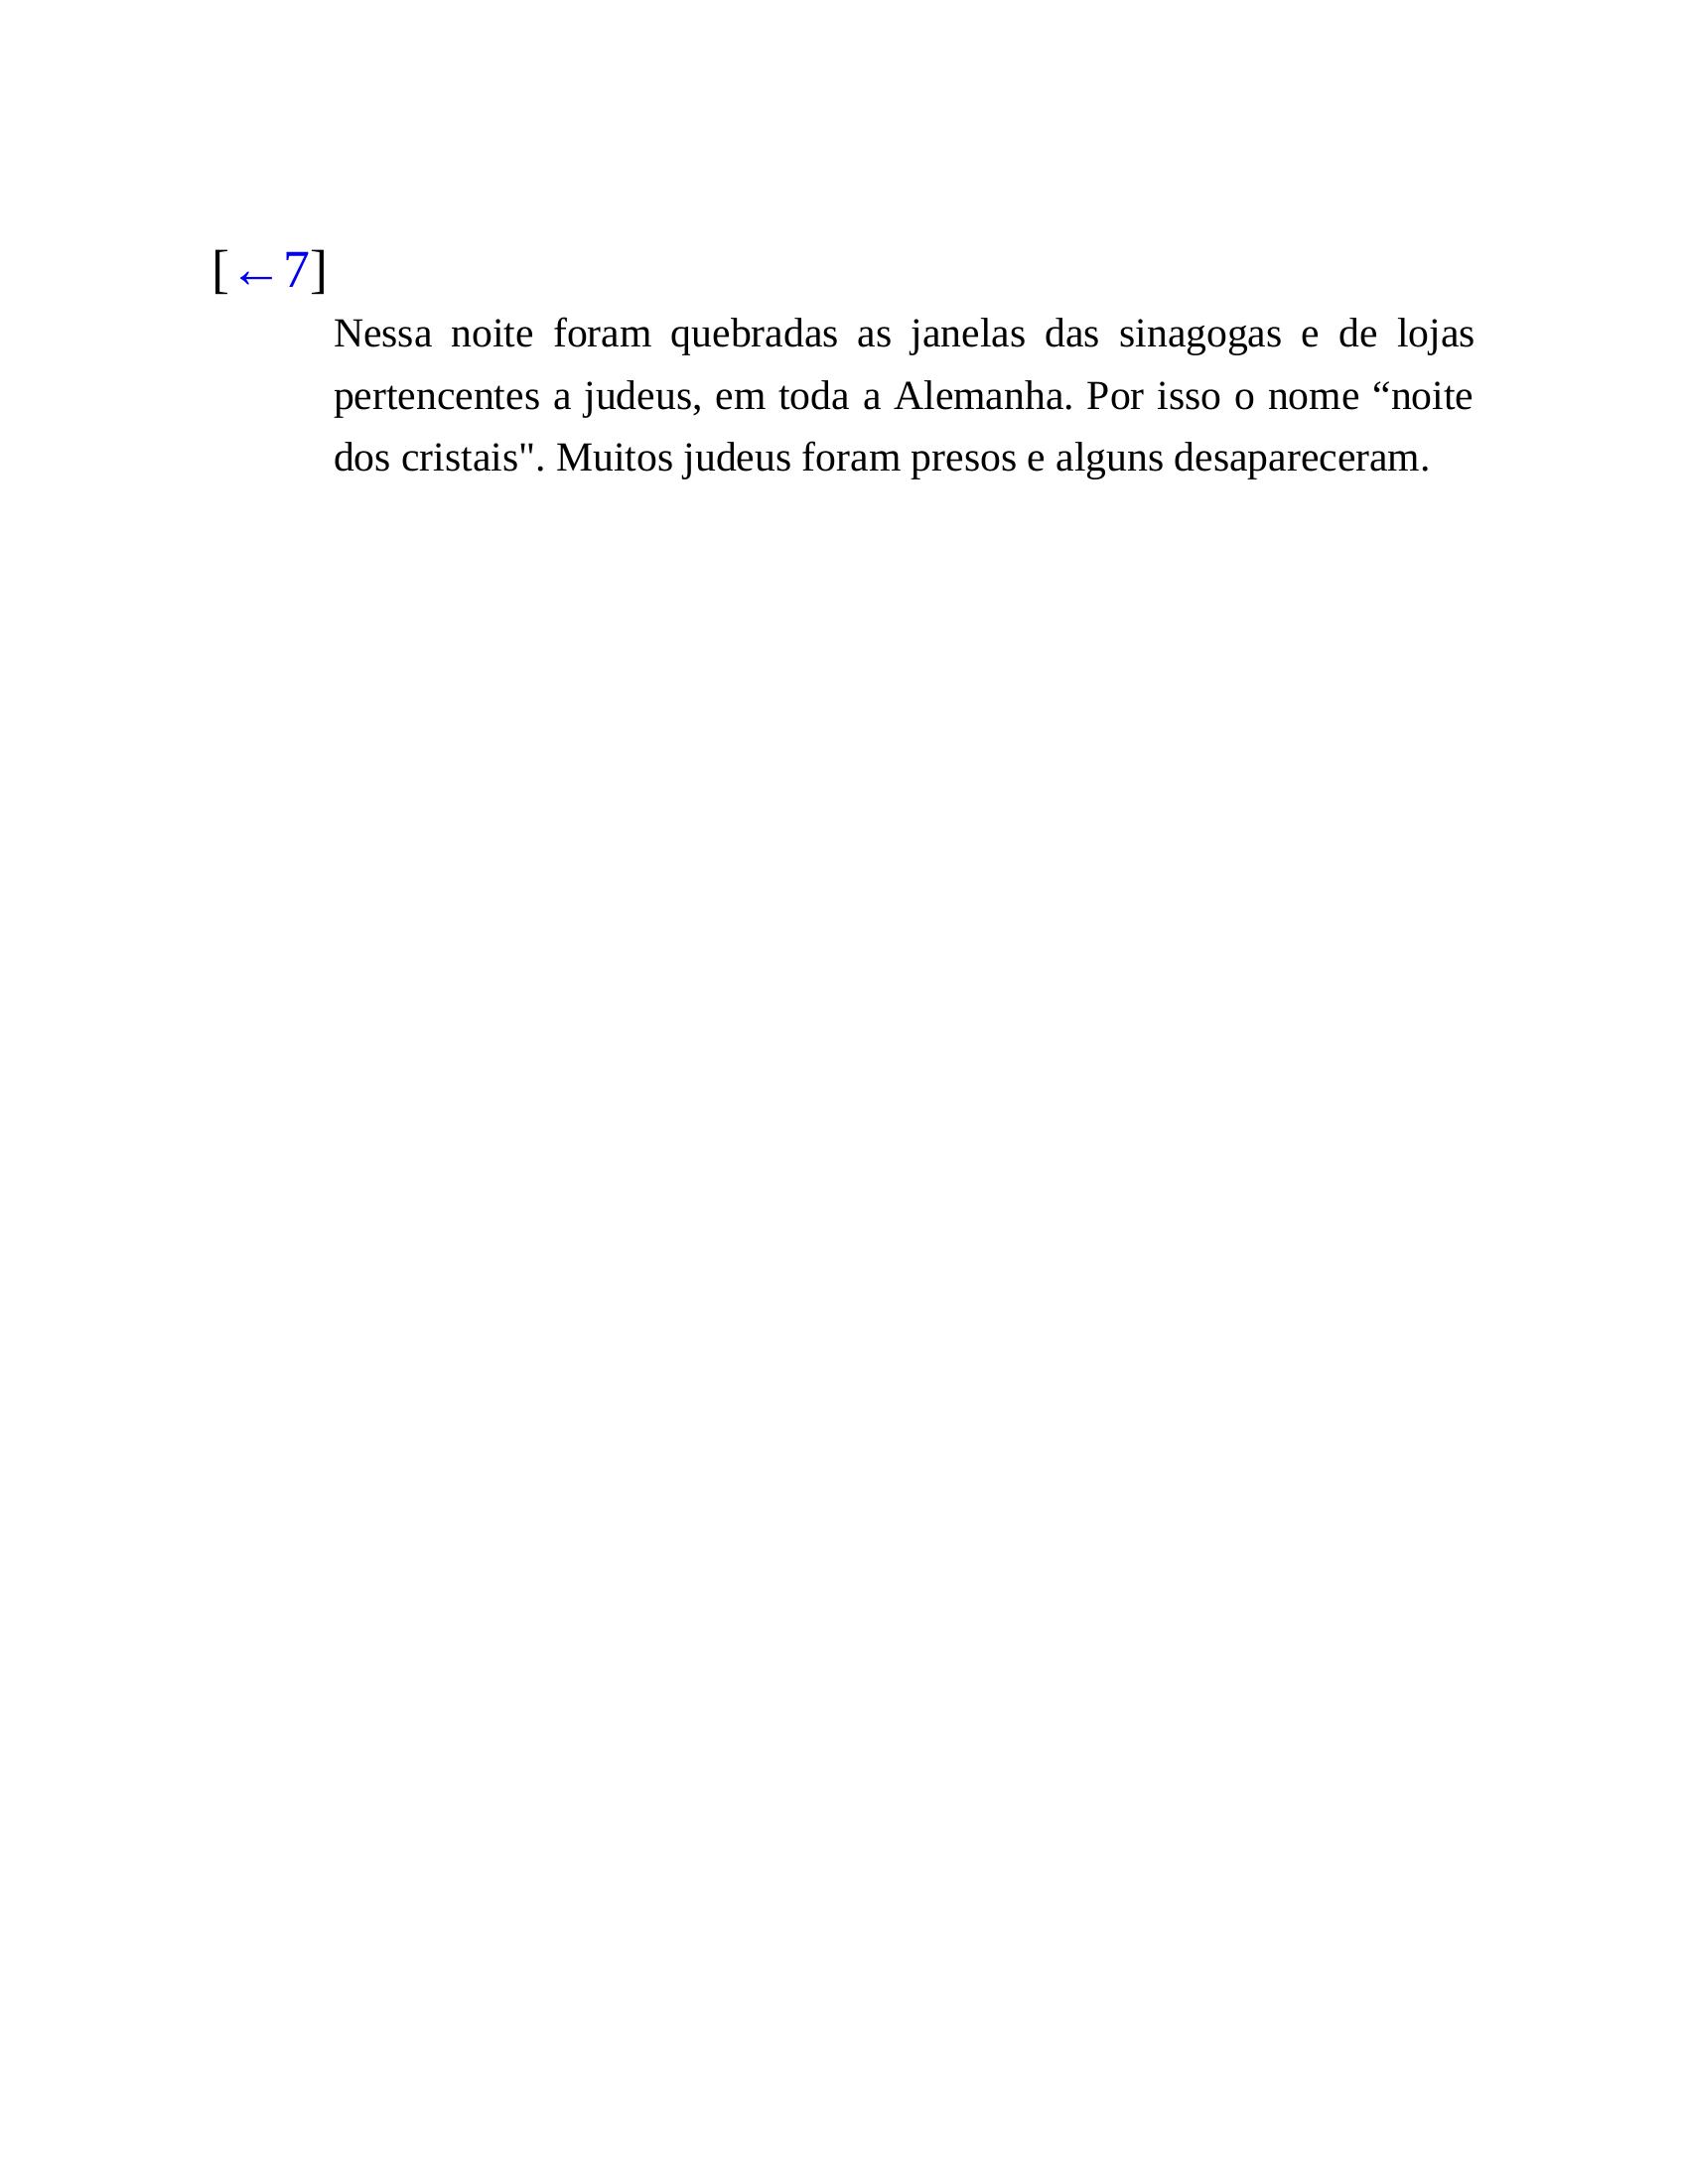 [←7]
Nessa noite foram quebradas as janelas das sinagogas e de lojas
pertencentes a judeus, em toda a Alemanha. Por isso o nome “noite
dos cristais". Muitos judeus foram presos e alguns desapareceram.